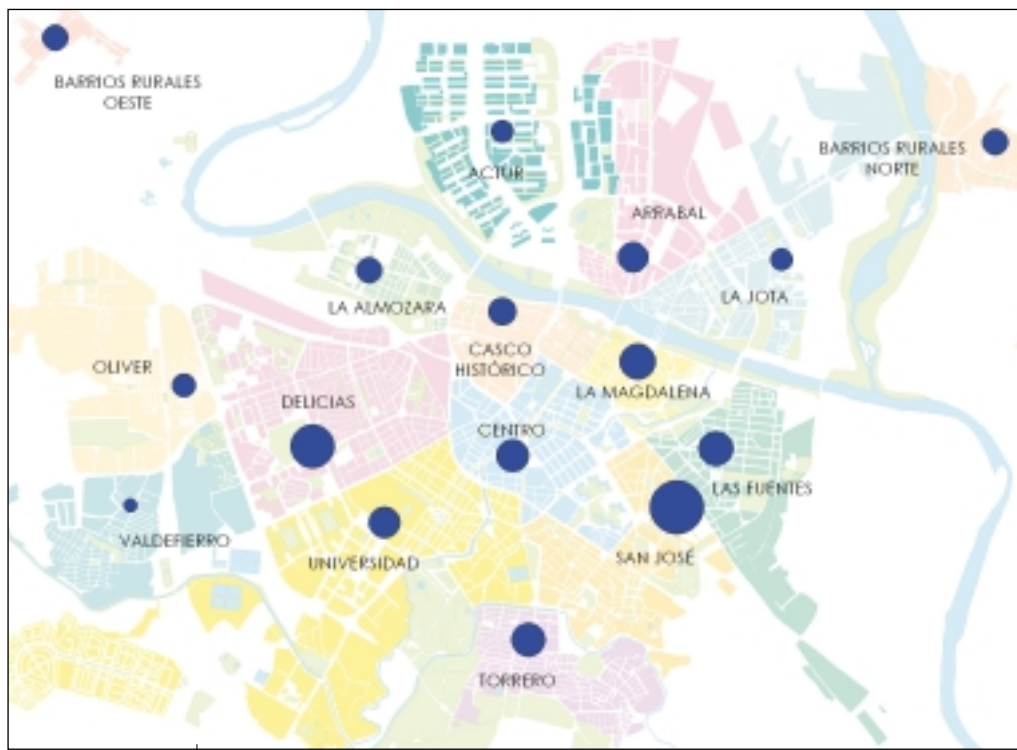 BARRIOS RURALES
OESTE
ACTUR
BARRIOS RURALES
NORTE
ARRABAL
LA ALMOZARA
LA JOTA
CASCO
HISTÓRICO
OLIVER
LA MAGDALENA
DELICIAS
CENTRO
LAS FUENTES
VALDEFIERRO
UNIVERSIDAD
SAN JOSÉ
TORRERO